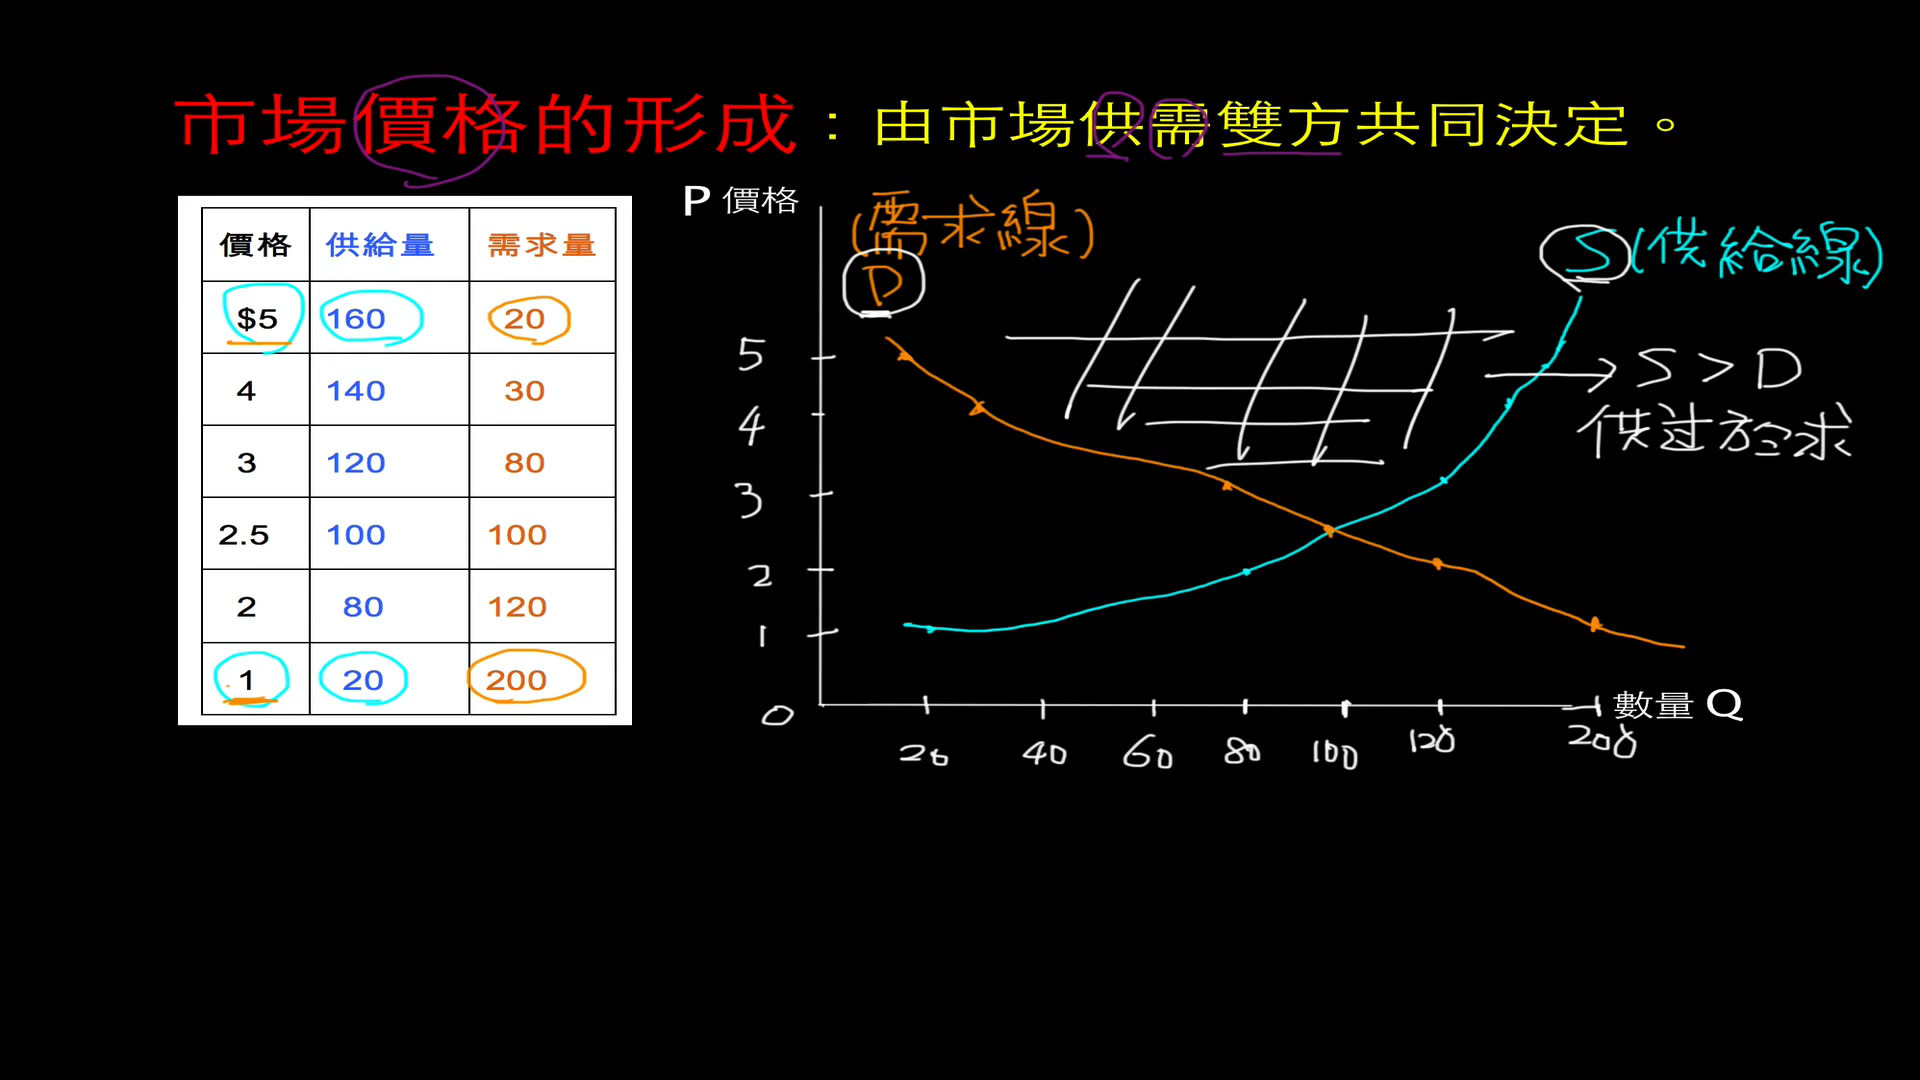 市場價格的形成：由市場供需雙方共同決定。
價格 供給量 需求量
$5 160 20
4 140 30
3 120 80
2.5 100 100
2 80 120
1 20 200
P 價格
(需求線)
D
S (供給線)
5
4
3
2
1
0
S > D
供过於求
20 40 60 80 100 120 200
數量 Q